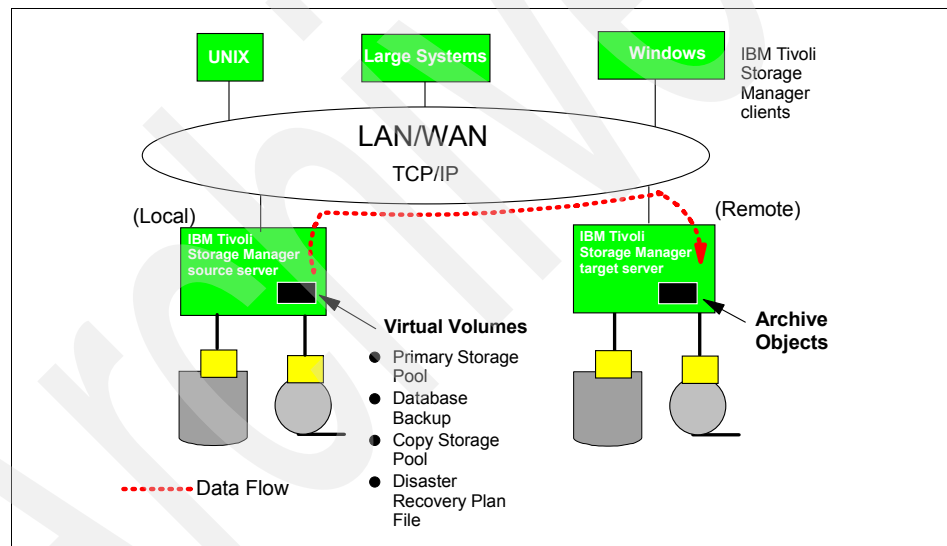 UNIX
Large Systems
Windows
IBM Tivoli
Storage
Manager
clients
LAN/WAN
TCP/IP
(Local)
(Remote)
IBM Tivoli
Storage Manager
source server
IBM Tivoli
Storage Manager
target server
Virtual Volumes
Primary Storage
Pool
Database
Backup
Copy Storage
Pool
Disaster
Recovery Plan
File
Archive
Objects
Data Flow